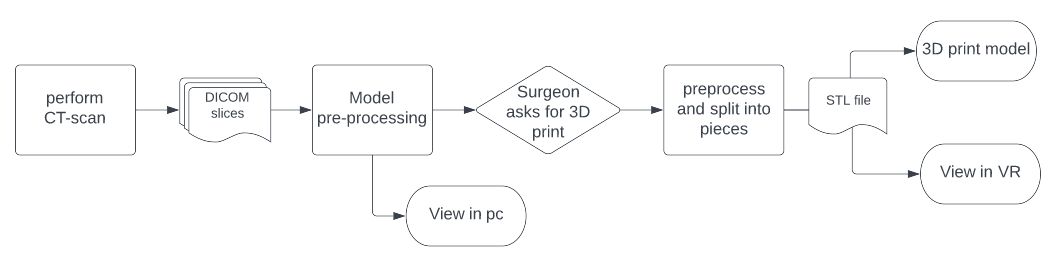 perform
CT-scan
DICOM
slices
Model
pre-processing
View in pc
Surgeon
asks for 3D
print
preprocess
and split into
pieces
STL file
3D print model
View in VR